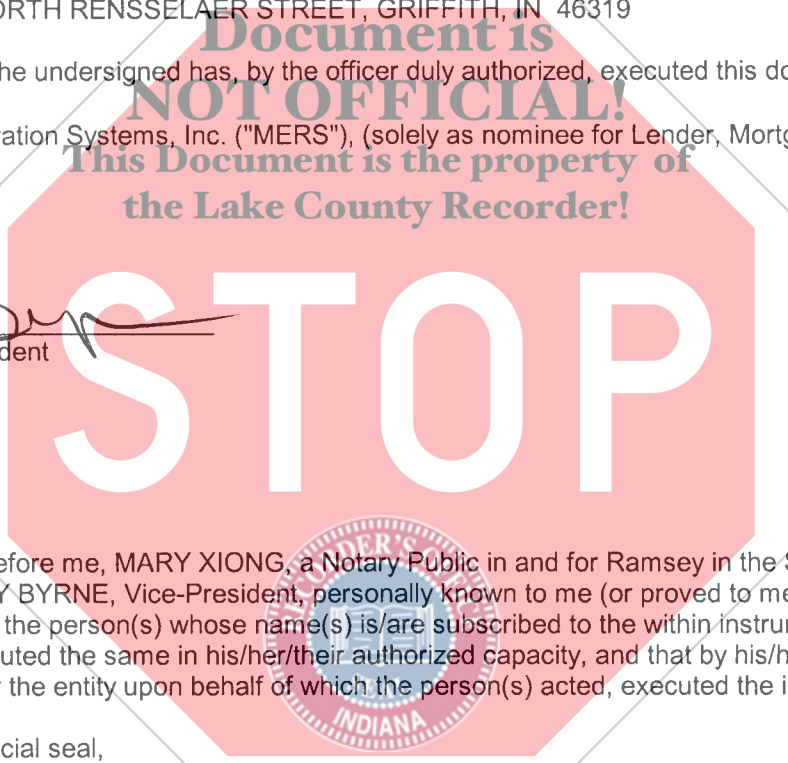 ORTH RENSSELAER STREET, GRIFFITH, IN 46319
Document is
he undersigned has, by the officer duly authorized, executed this do
NOT OFFICIAL!
ration Systems, Inc. ("MERS"), (solely as nominee for Lender, Mortg
This Document is the property of
the Lake County Recorder!
STOP
dent
efore me, MARY XIONG, a Notary Public in and for Ramsey in the S
Y BYRNE, Vice-President, personally known to me (or proved to me
the person(s) whose name(s) is/are subscribed to the within instru
uted the same in his/her/their authorized capacity, and that by his/h
the entity upon behalf of which the person(s) acted, executed the i
RECORDER'S OFFICE
INDIANA
cial seal,